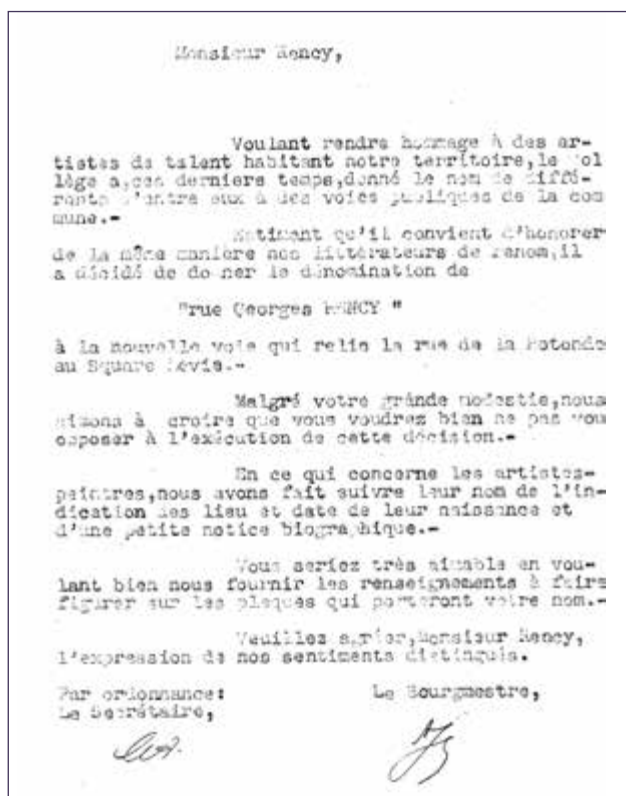 Monsieur Rency,
Voulant rendre hommage à des ar-
tistes de talent habitant notre territoire,le Col
lège a,ces derniers temps,donné le nom de diffé-
rents d'entre eux à des voies publiques de la com
mune.-
Estimant qu'il convient d'honorer
de la même manière nos littérateurs de renom,il
a décidé de donner la dénomination de
"rue Georges RENCY "
à la nouvelle voie qui relie la rue de la Rotonde
au Square Lévie.-
Malgré votre grande modestie,nous
aimons à croire que vous voudrez bien ne pas vou
opposer à l'exécution de cette décision.-
En ce qui concerne les artistes-
peintres,nous avons fait suivre leur nom de l'in-
dication des lieu et date de leur naissance et
d'une petite notice biographique.-
Vous seriez très aimable en vou-
lant bien nous fournir les renseignements à faire
figurer sur les plaques qui porteront votre nom.-
Veuillez agréer,Monsieur Rency,
l'expression de nos sentiments distingués.
Par ordonnance: Le Bourgmestre,
Le Secrétaire,